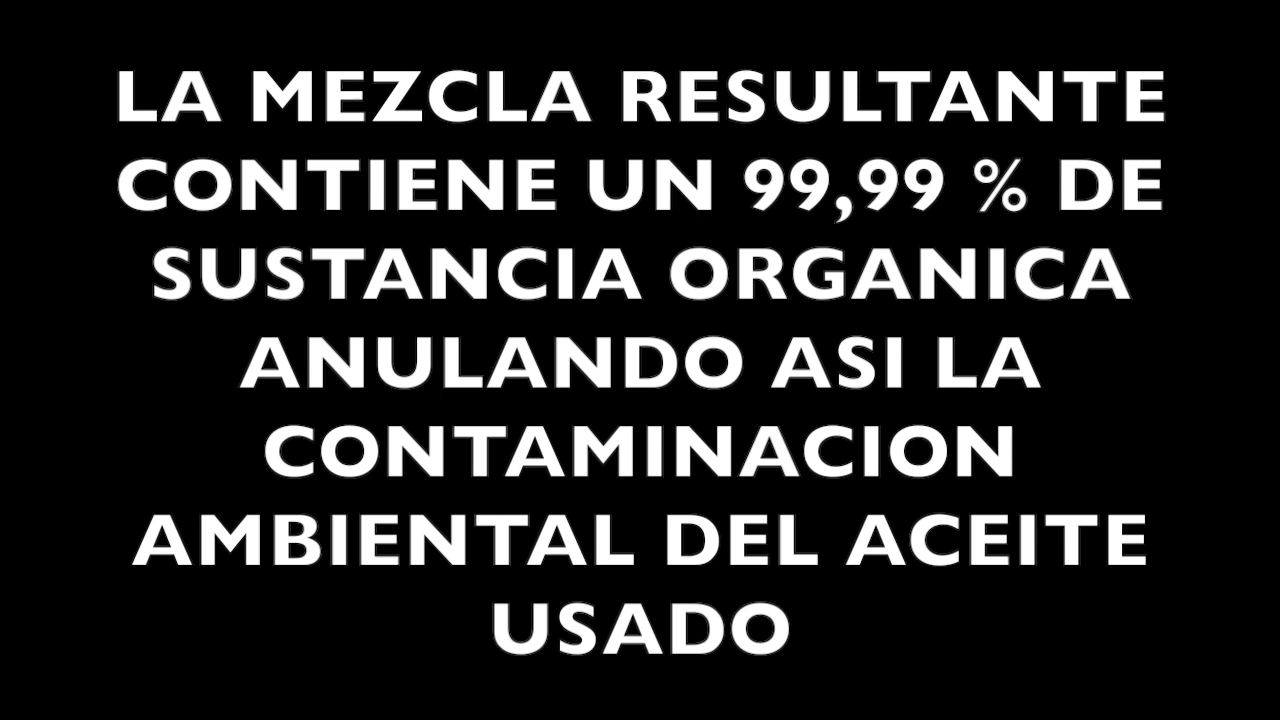 LA MEZCLA RESULTANTE
CONTIENE UN 99,99 % DE
SUSTANCIA ORGANICA
ANULANDO ASI LA
CONTAMINACION
AMBIENTAL DEL ACEITE
USADO